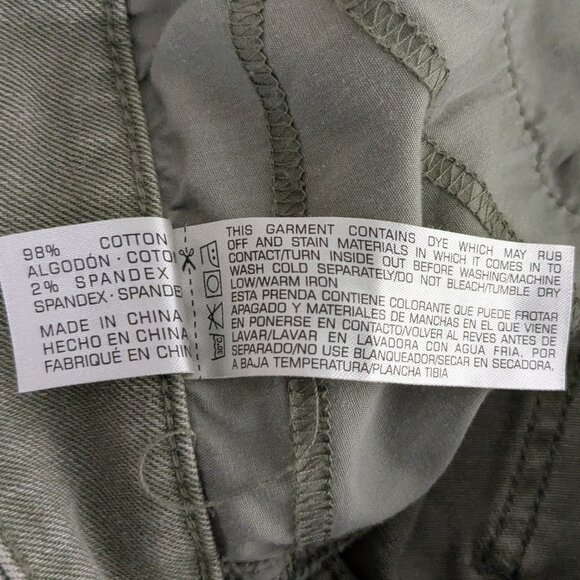 98% COTTON
ALGODÓN · COTO
2% SPANDEX
SPANDEX · SPANDE
MADE IN CHINA
HECHO EN CHINA
FABRIQUÉ EN CHIN
THIS GARMENT CONTAINS DYE WHICH MAY RUB
OFF AND STAIN MATERIALS IN WHICH IT COMES IN TO
CONTACT/TURN INSIDE OUT BEFORE WASHING/MACHINE
WASH COLD SEPARATELY/DO NOT BLEACH/TUMBLE DRY
LOW/WARM IRON
ESTA PRENDA CONTIENE COLORANTE QUE PUEDE FROTAR
APAGADO Y MATERIALES DE MANCHAS EN EL QUE VIENE
EN PONERSE EN CONTACTO/VOLVER AL REVES ANTES DE
LAVAR/LAVAR EN LAVADORA CON AGUA FRIA, POR
SEPARADO/NO USE BLANQUEADOR/SECAR EN SECADORA.
A BAJA TEMPERATURA/PLANCHA TIBIA
30°C